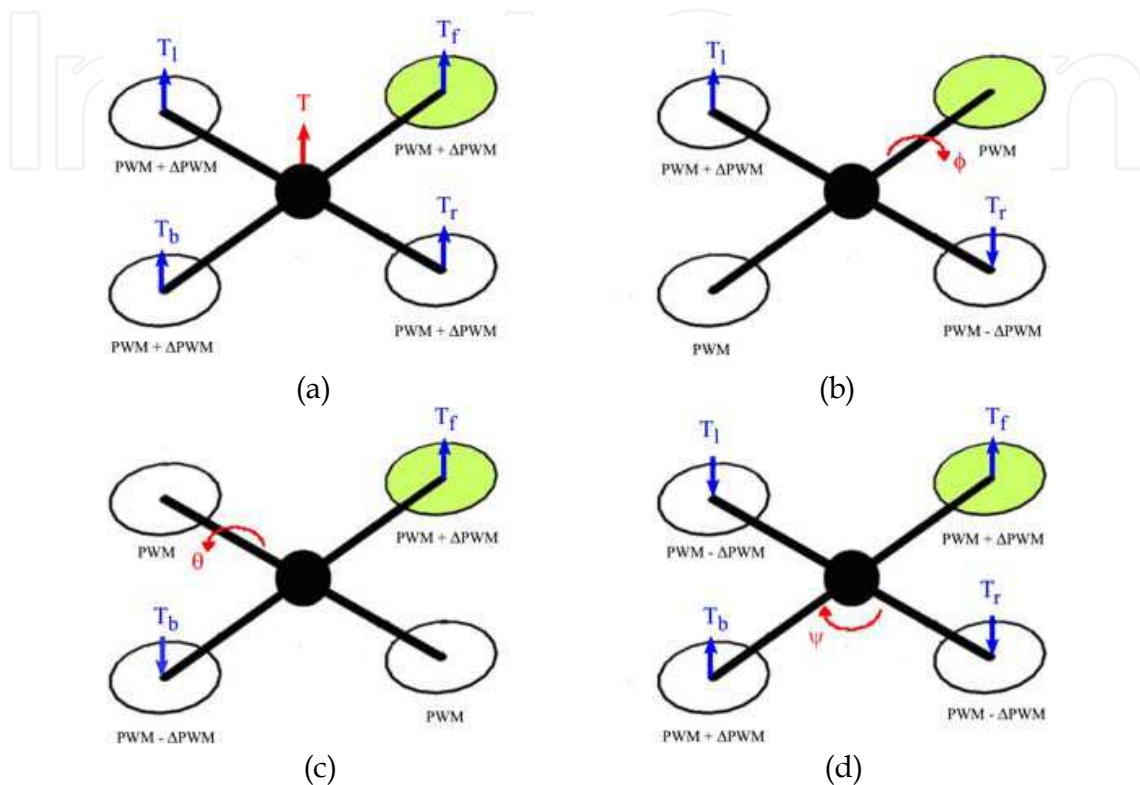 T_l T_f
T
PWM + ΔPWM PWM + ΔPWM
T_b T_r
PWM + ΔPWM PWM + ΔPWM
(a)
T_l
PWM + ΔPWM PWM
ϕ
T_r
PWM PWM - ΔPWM
(b)
T_f
PWM PWM + ΔPWM
θ
T_b
PWM
PWM - ΔPWM
(c)
T_l T_f
PWM - ΔPWM PWM + ΔPWM
T_b T_r
ψ
PWM + ΔPWM PWM - ΔPWM
(d)